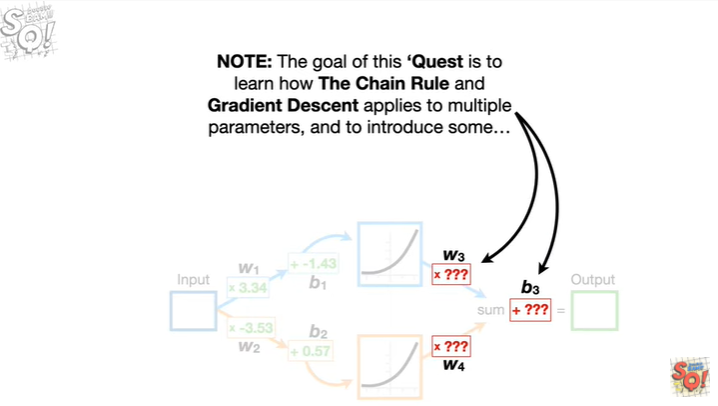 NOTE: The goal of this ‘Quest is to
learn how The Chain Rule and
Gradient Descent applies to multiple
parameters, and to introduce some…
Input
W1
x 3.34
+ -1.43
b1
W3
x ???
b3
sum + ??? =
Output
x -3.53
W2
b2
+ 0.57
x ???
W4
SQ!